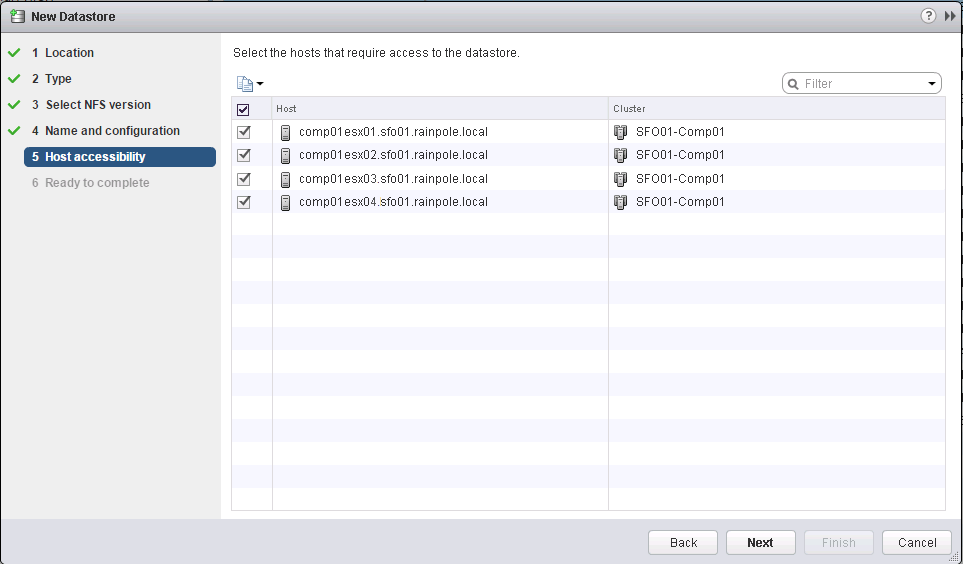 New Datastore
?
1 Location
2 Type
3 Select NFS version
4 Name and configuration
5 Host accessibility
6 Ready to complete
Select the hosts that require access to the datastore.
Filter
Host Cluster
comp01esx01.sfo01.rainpole.local SFO01-Comp01
comp01esx02.sfo01.rainpole.local SFO01-Comp01
comp01esx03.sfo01.rainpole.local SFO01-Comp01
comp01esx04.sfo01.rainpole.local SFO01-Comp01
Back Next Finish Cancel